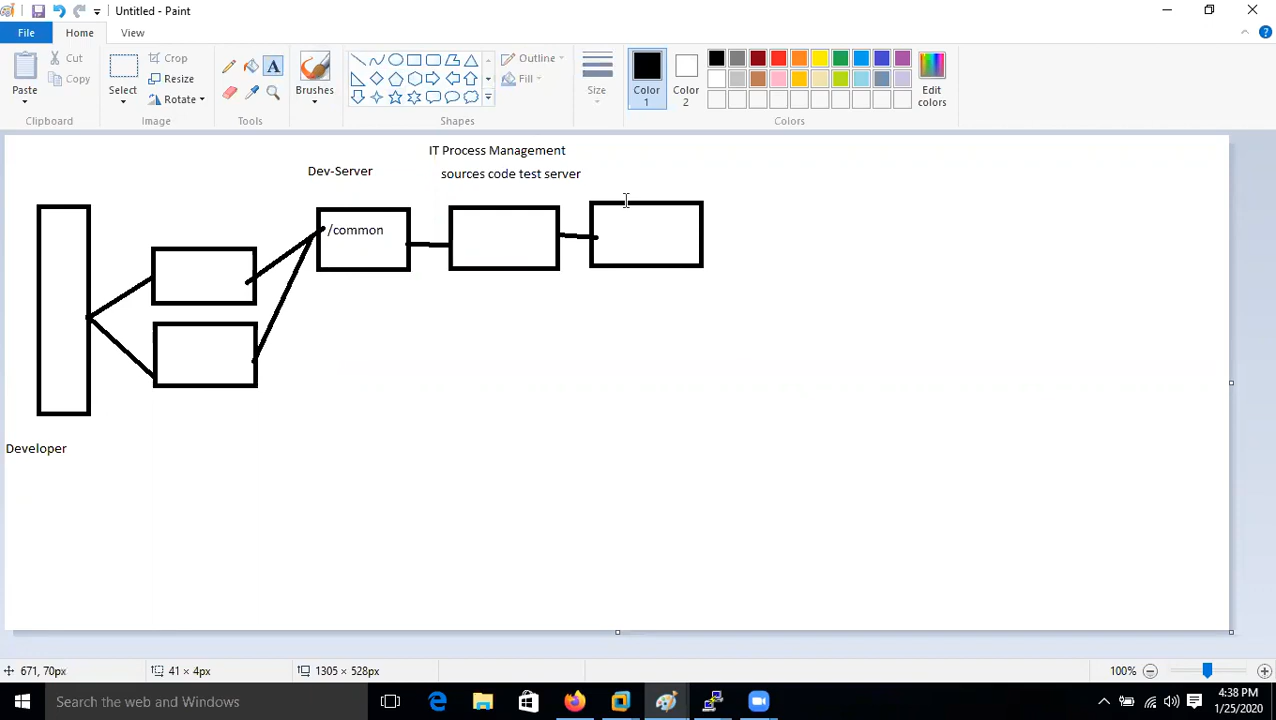 Untitled - Paint
File
Home
View
Paste
Cut
Copy
Clipboard
Select
Crop
Resize
Rotate
Image
A
Tools
Brushes
Shapes
Outline
Fill
Size
Color 1
Color 2
Colors
Edit colors
IT Process Management
Dev-Server
sources code test server
/common
Developer
671, 70px
41 × 4px
1305 × 528px
100%
Search the web and Windows
4:38 PM
1/25/2020